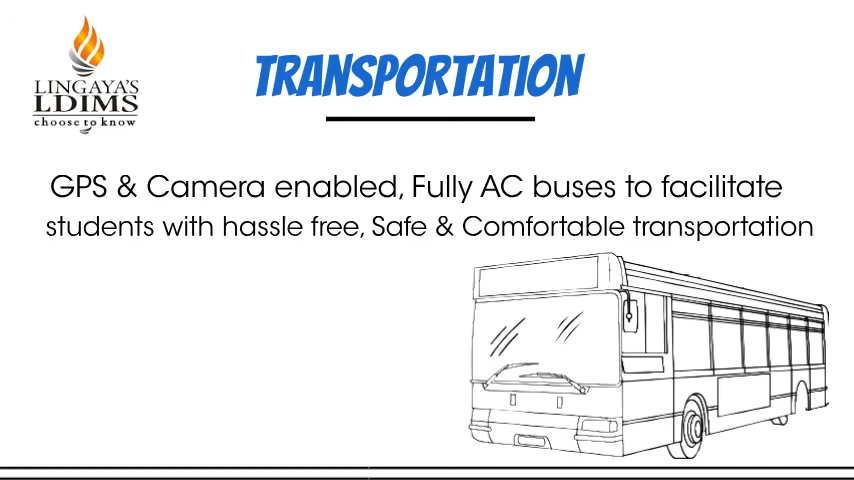 LINGAYA'S
LDIMS
choose to know
TRANSPORTATION
GPS & Camera enabled, Fully AC buses to facilitate
students with hassle free, Safe & Comfortable transportation